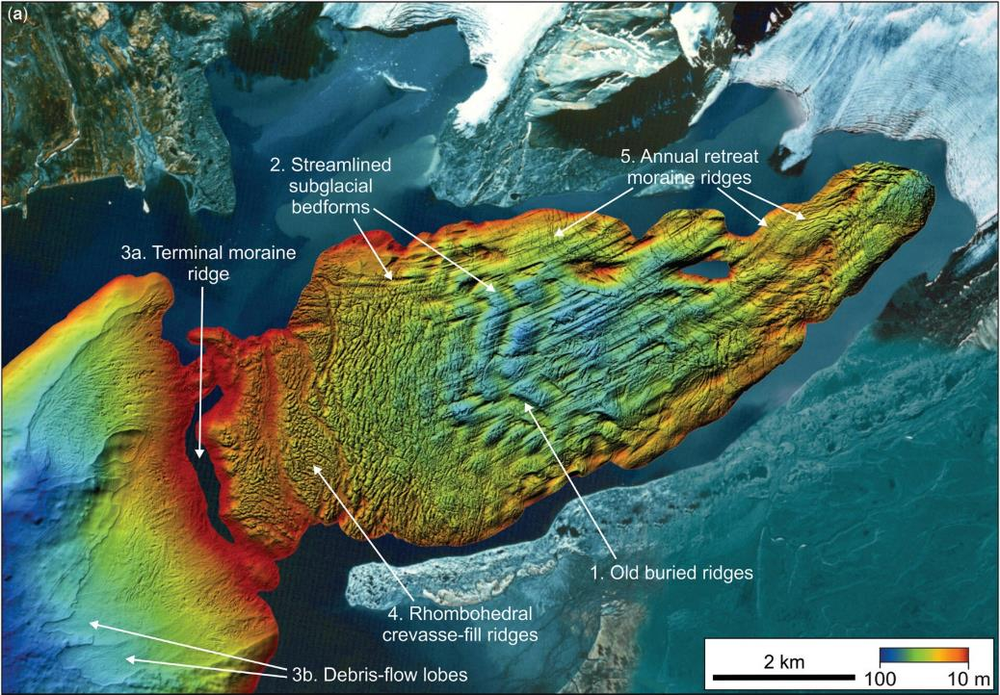 (a)
2. Streamlined
subglacial
bedforms
5. Annual retreat
moraine ridges
3a. Terminal moraine
ridge
1. Old buried ridges
4. Rhombohedral
crevasse-fill ridges
3b. Debris-flow lobes
2 km
100 10 m